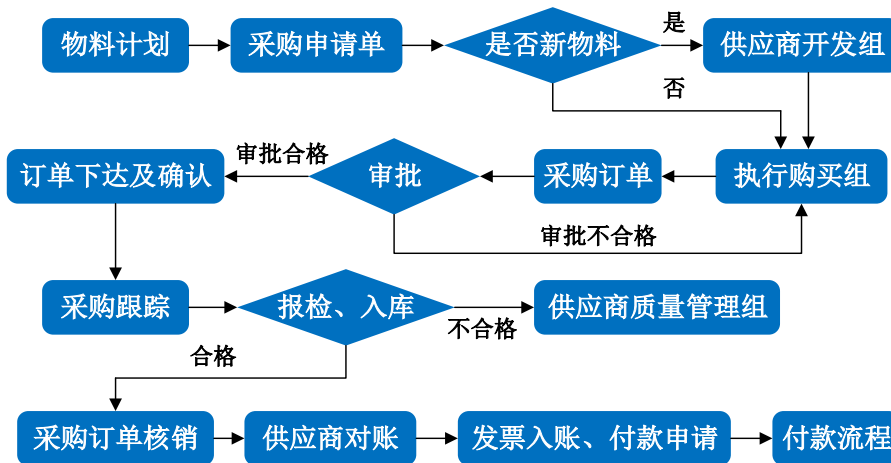 物料计划
采购申请单
是否新物料
是
供应商开发组
否
审批合格
订单下达及确认
审批
采购订单
执行购买组
审批不合格
采购跟踪
报检、入库
不合格
供应商质量管理组
合格
采购订单核销
供应商对账
发票入账、付款申请
付款流程